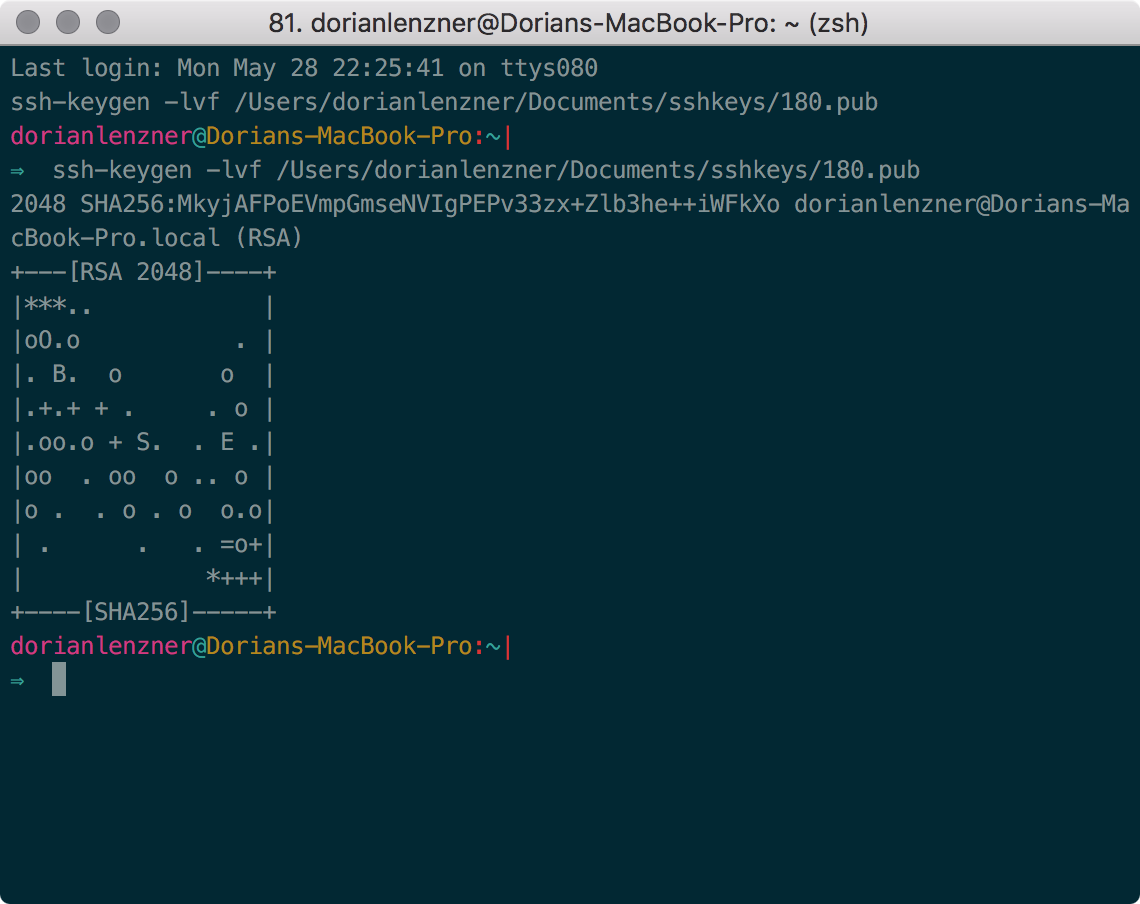 81. dorianlenzner@Dorians-MacBook-Pro: ~ (zsh)
Last login: Mon May 28 22:25:41 on ttys080
ssh-keygen -lvf /Users/dorianlenzner/Documents/sshkeys/180.pub
dorianlenzner@Dorians-MacBook-Pro:~|
⇒  ssh-keygen -lvf /Users/dorianlenzner/Documents/sshkeys/180.pub
2048 SHA256:MkyjAFPoEVmpGmseNVIgPEPv33zx+Zlb3he++iWFkXo dorianlenzner@Dorians-Ma
cBook-Pro.local (RSA)
+---[RSA 2048]----+
|***..            |
|oO.o           . |
|. B.  o       o  |
|.+.+ + .     . o |
|.oo.o + S.  . E .|
|oo  . oo  o .. o |
|o .  . o . o  o.o|
| .      .   . =o+|
|             *+++|
+----[SHA256]-----+
dorianlenzner@Dorians-MacBook-Pro:~|
⇒